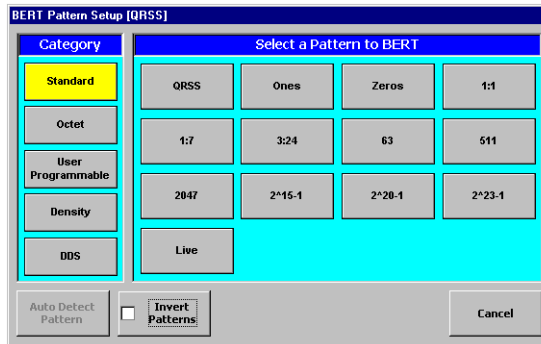 BERT Pattern Setup [QRSS]
Category
Select a Pattern to BERT
Standard
Octet
User
Programmable
Density
DDS
QRSS
Ones
Zeros
1:1
1:7
3:24
63
511
2047
2^15-1
2^20-1
2^23-1
Live
Auto Detect
Pattern
Invert
Patterns
Cancel